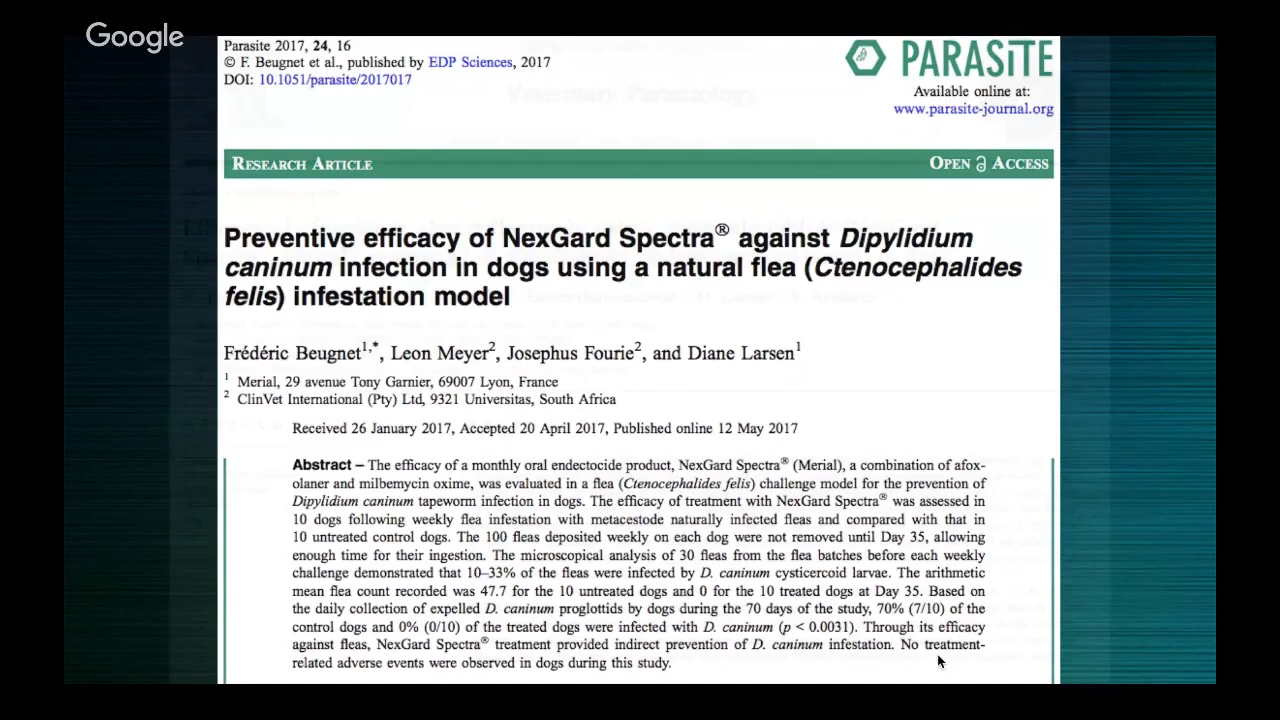 Google
Parasite 2017, 24, 16
© F. Beugnet et al., published by EDP Sciences, 2017
DOI: 10.1051/parasite/2017017
PARASITE
Available online at:
www.parasite-journal.org
RESEARCH ARTICLE
OPEN ACCESS
Preventive efficacy of NexGard Spectra® against Dipylidium
caninum infection in dogs using a natural flea (Ctenocephalides
felis) infestation model
Frédéric Beugnet1,*, Leon Meyer2, Josephus Fourie2, and Diane Larsen1
1 Merial, 29 avenue Tony Garnier, 69007 Lyon, France
2 ClinVet International (Pty) Ltd, 9321 Universitas, South Africa
Received 26 January 2017, Accepted 20 April 2017, Published online 12 May 2017
Abstract – The efficacy of a monthly oral endectocide product, NexGard Spectra® (Merial), a combination of afox-
olaner and milbemycin oxime, was evaluated in a flea (Ctenocephalides felis) challenge model for the prevention of
Dipylidium caninum tapeworm infection in dogs. The efficacy of treatment with NexGard Spectra® was assessed in
10 dogs following weekly flea infestation with metacestode naturally infected fleas and compared with that in
10 untreated control dogs. The 100 fleas deposited weekly on each dog were not removed until Day 35, allowing
enough time for their ingestion. The microscopical analysis of 30 fleas from the flea batches before each weekly
challenge demonstrated that 10–33% of the fleas were infected by D. caninum cysticercoid larvae. The arithmetic
mean flea count recorded was 47.7 for the 10 untreated dogs and 0 for the 10 treated dogs at Day 35. Based on
the daily collection of expelled D. caninum proglottids by dogs during the 70 days of the study, 70% (7/10) of the
control dogs and 0% (0/10) of the treated dogs were infected with D. caninum (p < 0.0031). Through its efficacy
against fleas, NexGard Spectra® treatment provided indirect prevention of D. caninum infestation. No treatment-
related adverse events were observed in dogs during this study.